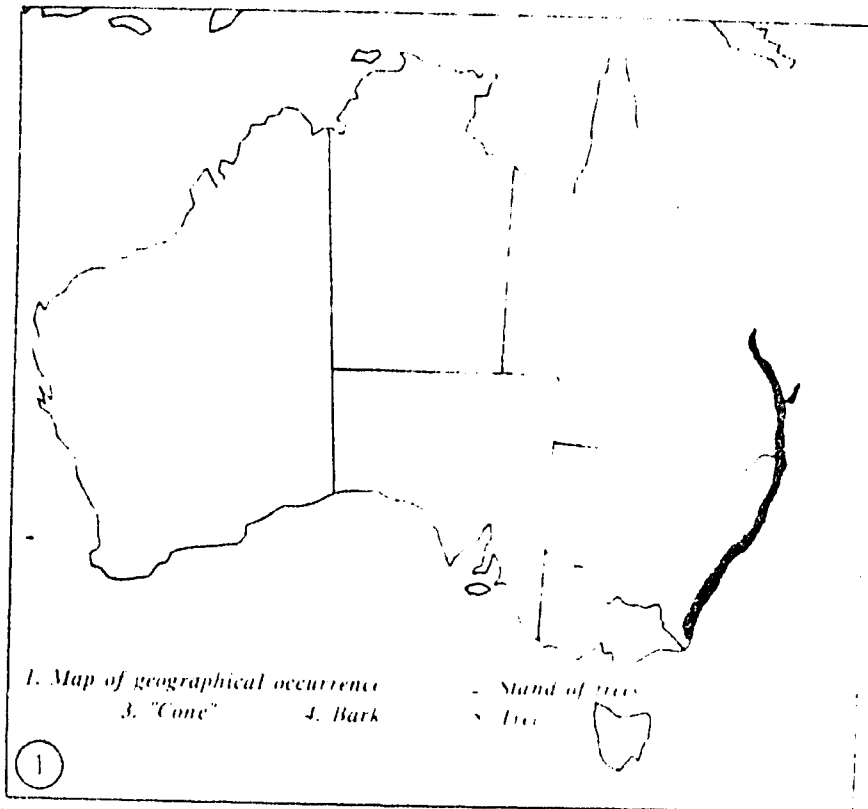 1. Map of geographical occurrence - Stand of trees
3. "Cone" 4. Bark
1